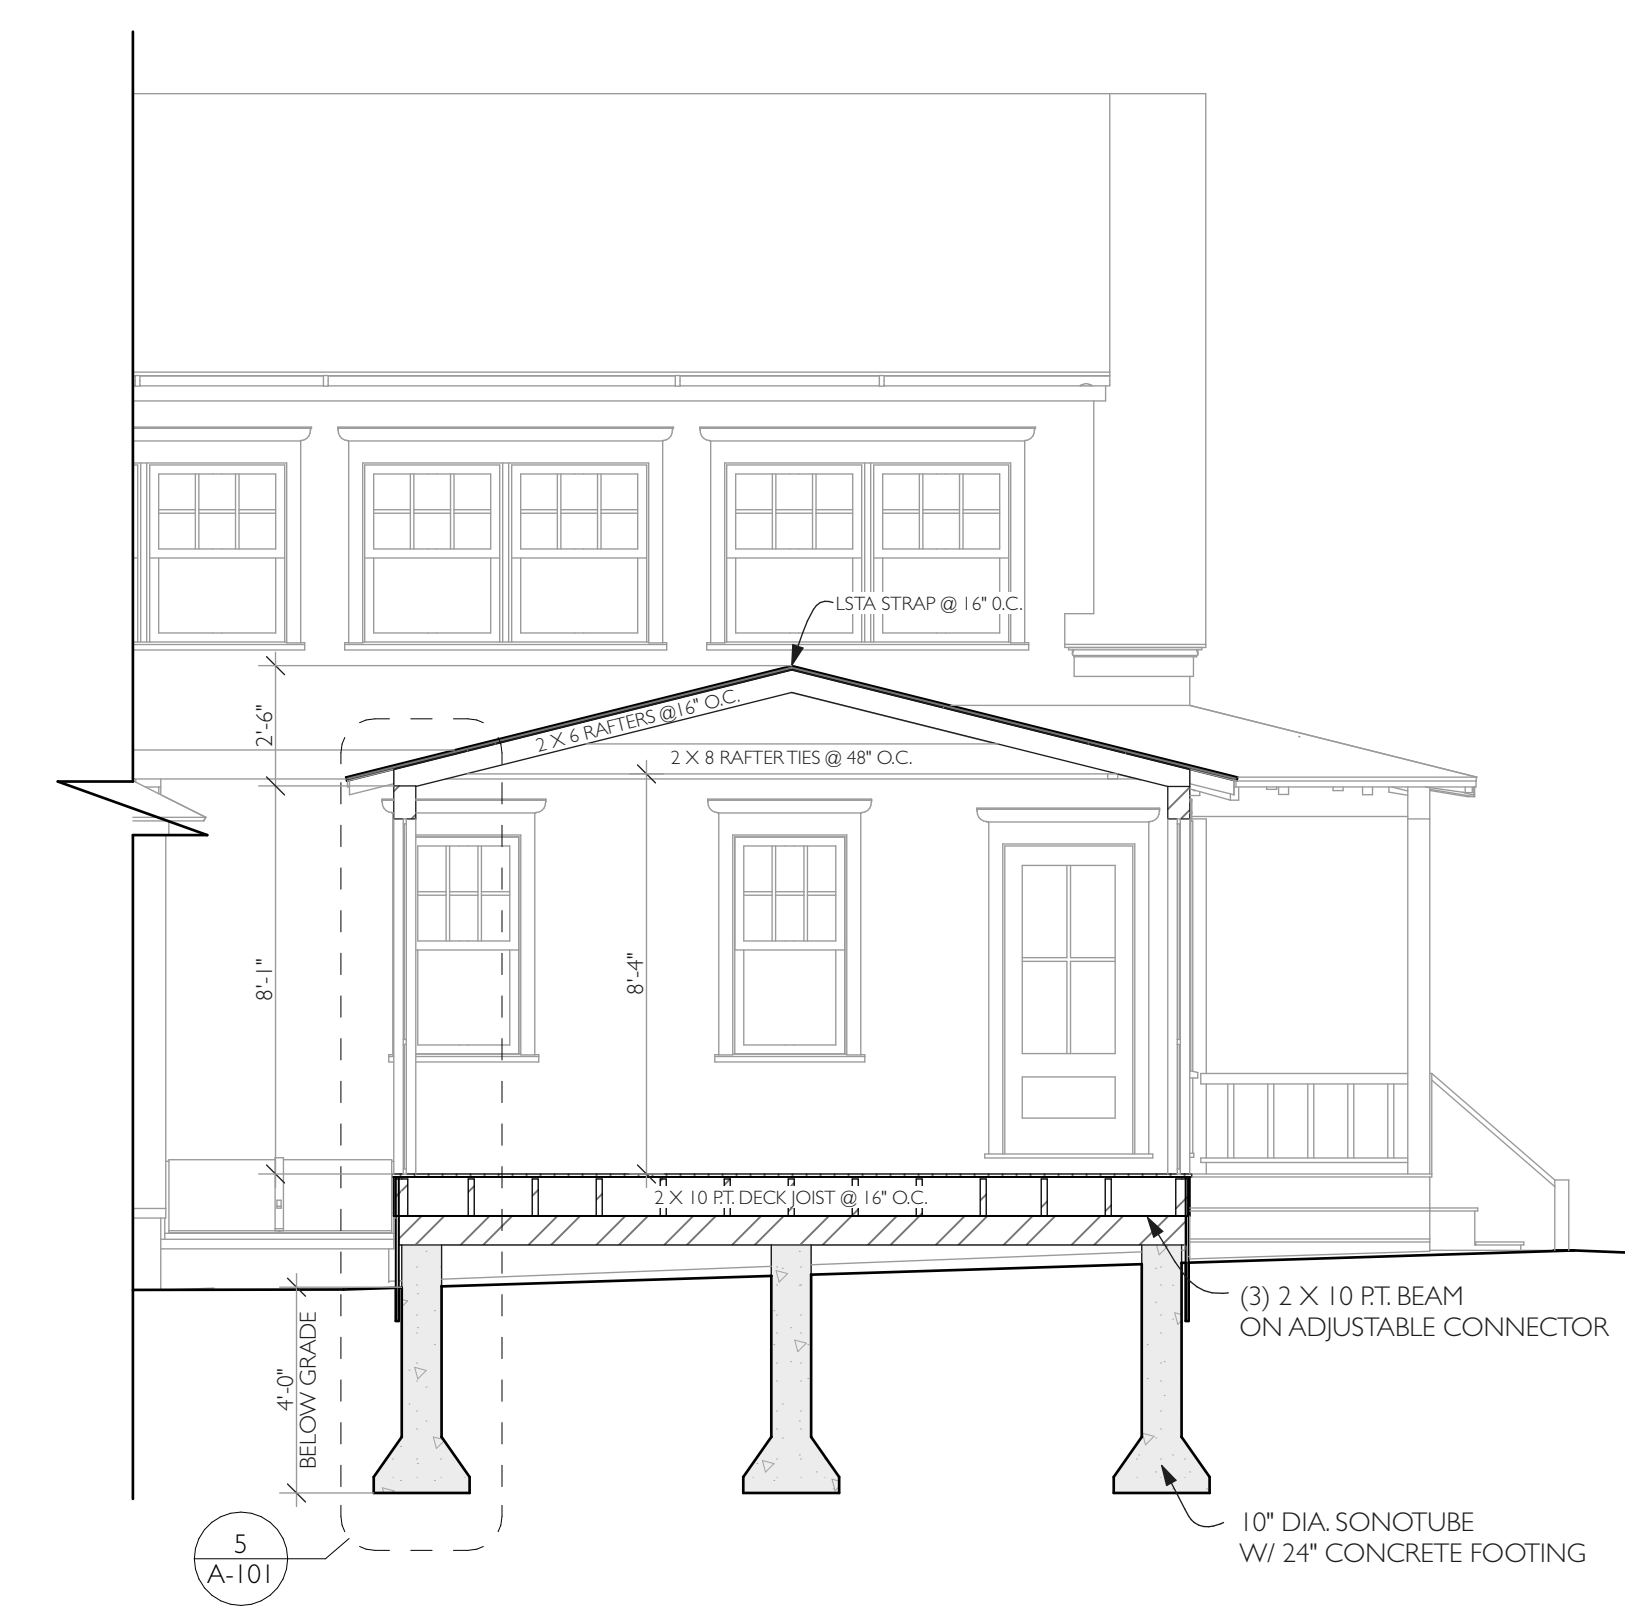 LSTA STRAP @ 16" 0.C.
2'-6"
2 X 6 RAFTERS @16" O.C.
2 X 8 RAFTER TIES @ 48" O.C.
8'-1"
8'-4"
2 X 10 P.T. DECK JOIST @ 16" O.C.
(3) 2 X 10 P.T. BEAM
ON ADJUSTABLE CONNECTOR
4'-0"
BELOW GRADE
10" DIA. SONOTUBE
W/ 24" CONCRETE FOOTING
5
A-101